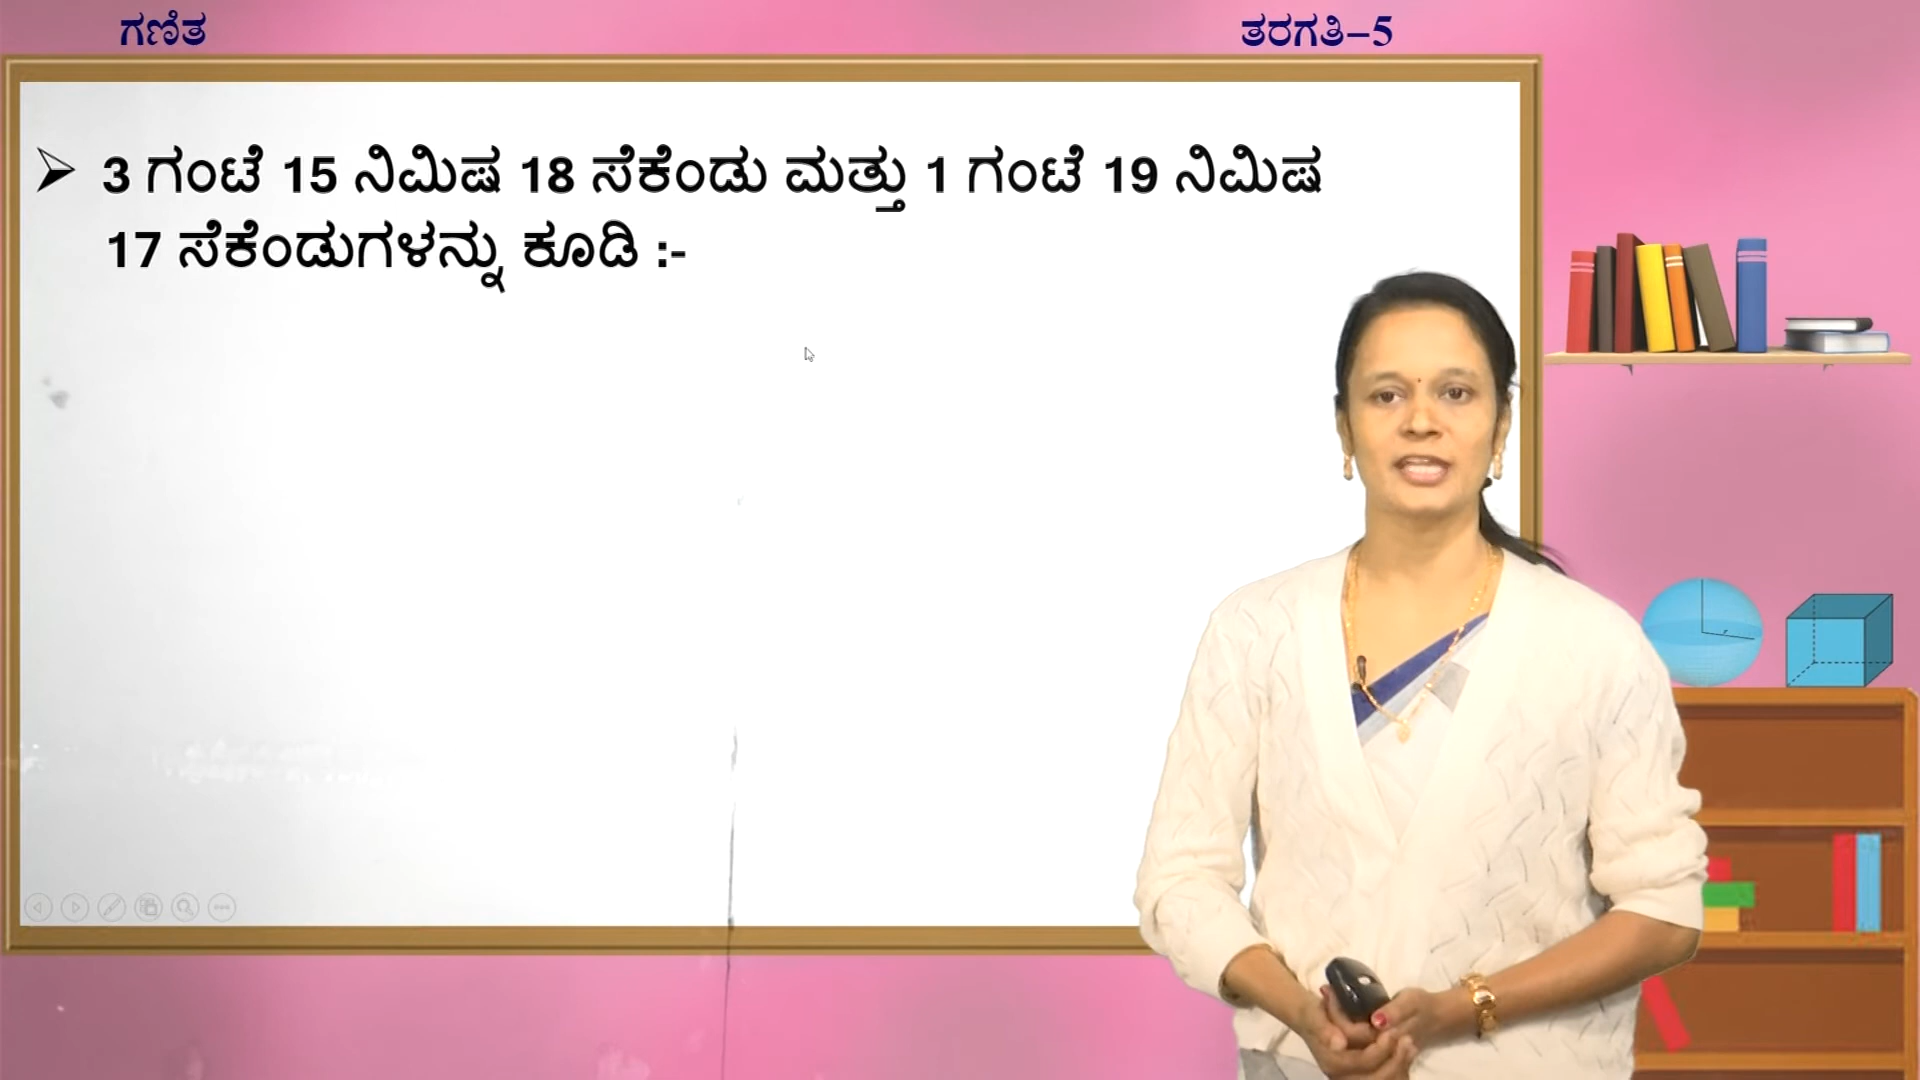 ಗಣಿತ
ತರಗತಿ–5
➢ 3 ಗಂಟೆ 15 ನಿಮಿಷ 18 ಸೆಕೆಂಡು ಮತ್ತು 1 ಗಂಟೆ 19 ನಿಮಿಷ
17 ಸೆಕೆಂಡುಗಳನ್ನು ಕೂಡಿ :-